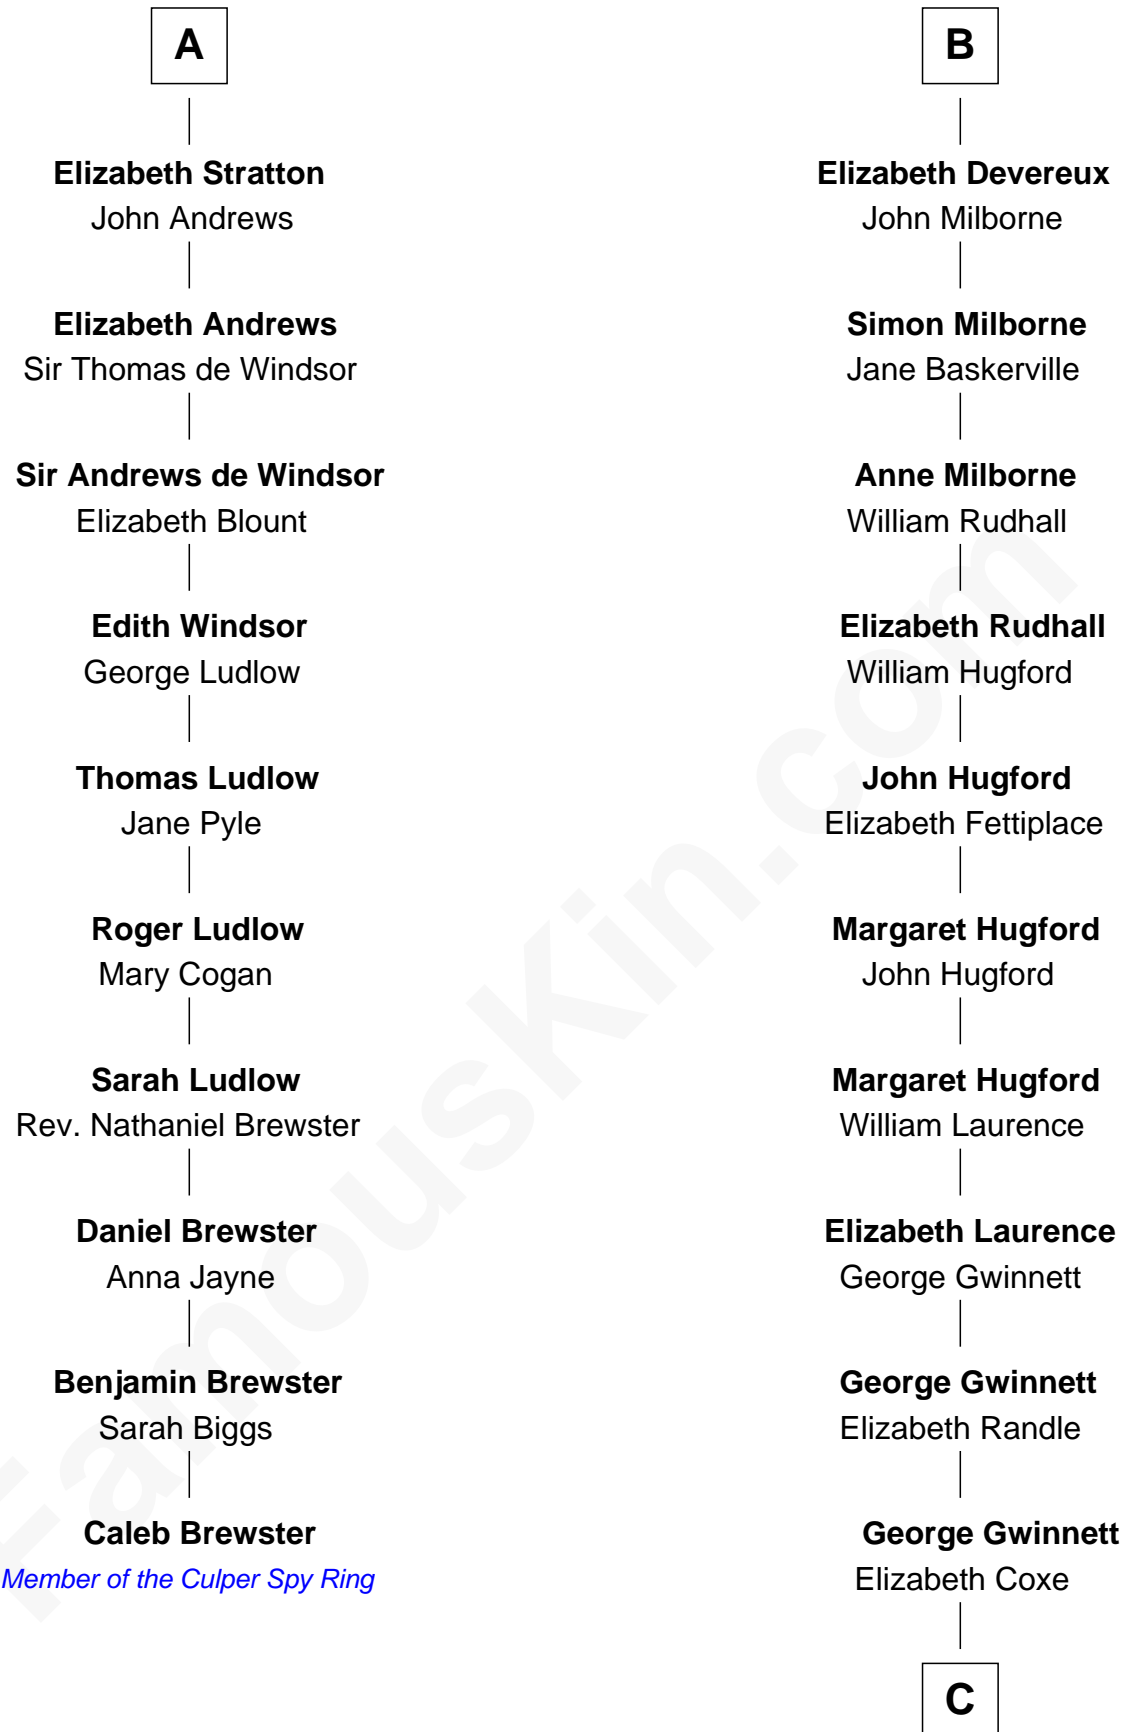 A
Elizabeth Stratton
John Andrews
Elizabeth Andrews
Sir Thomas de Windsor
Sir Andrews de Windsor
Elizabeth Blount
Edith Windsor
George Ludlow
Thomas Ludlow
Jane Pyle
Roger Ludlow
Mary Cogan
Sarah Ludlow
Rev. Nathaniel Brewster
Daniel Brewster
Anna Jayne
Benjamin Brewster
Sarah Biggs
Caleb Brewster
Member of the Culper Spy Ring
B
Elizabeth Devereux
John Milborne
Simon Milborne
Jane Baskerville
Anne Milborne
William Rudhall
Elizabeth Rudhall
William Hugford
John Hugford
Elizabeth Fettiplace
Margaret Hugford
John Hugford
Margaret Hugford
William Laurence
Elizabeth Laurence
George Gwinnett
George Gwinnett
Elizabeth Randle
George Gwinnett
Elizabeth Coxe
C
FamousKin.com